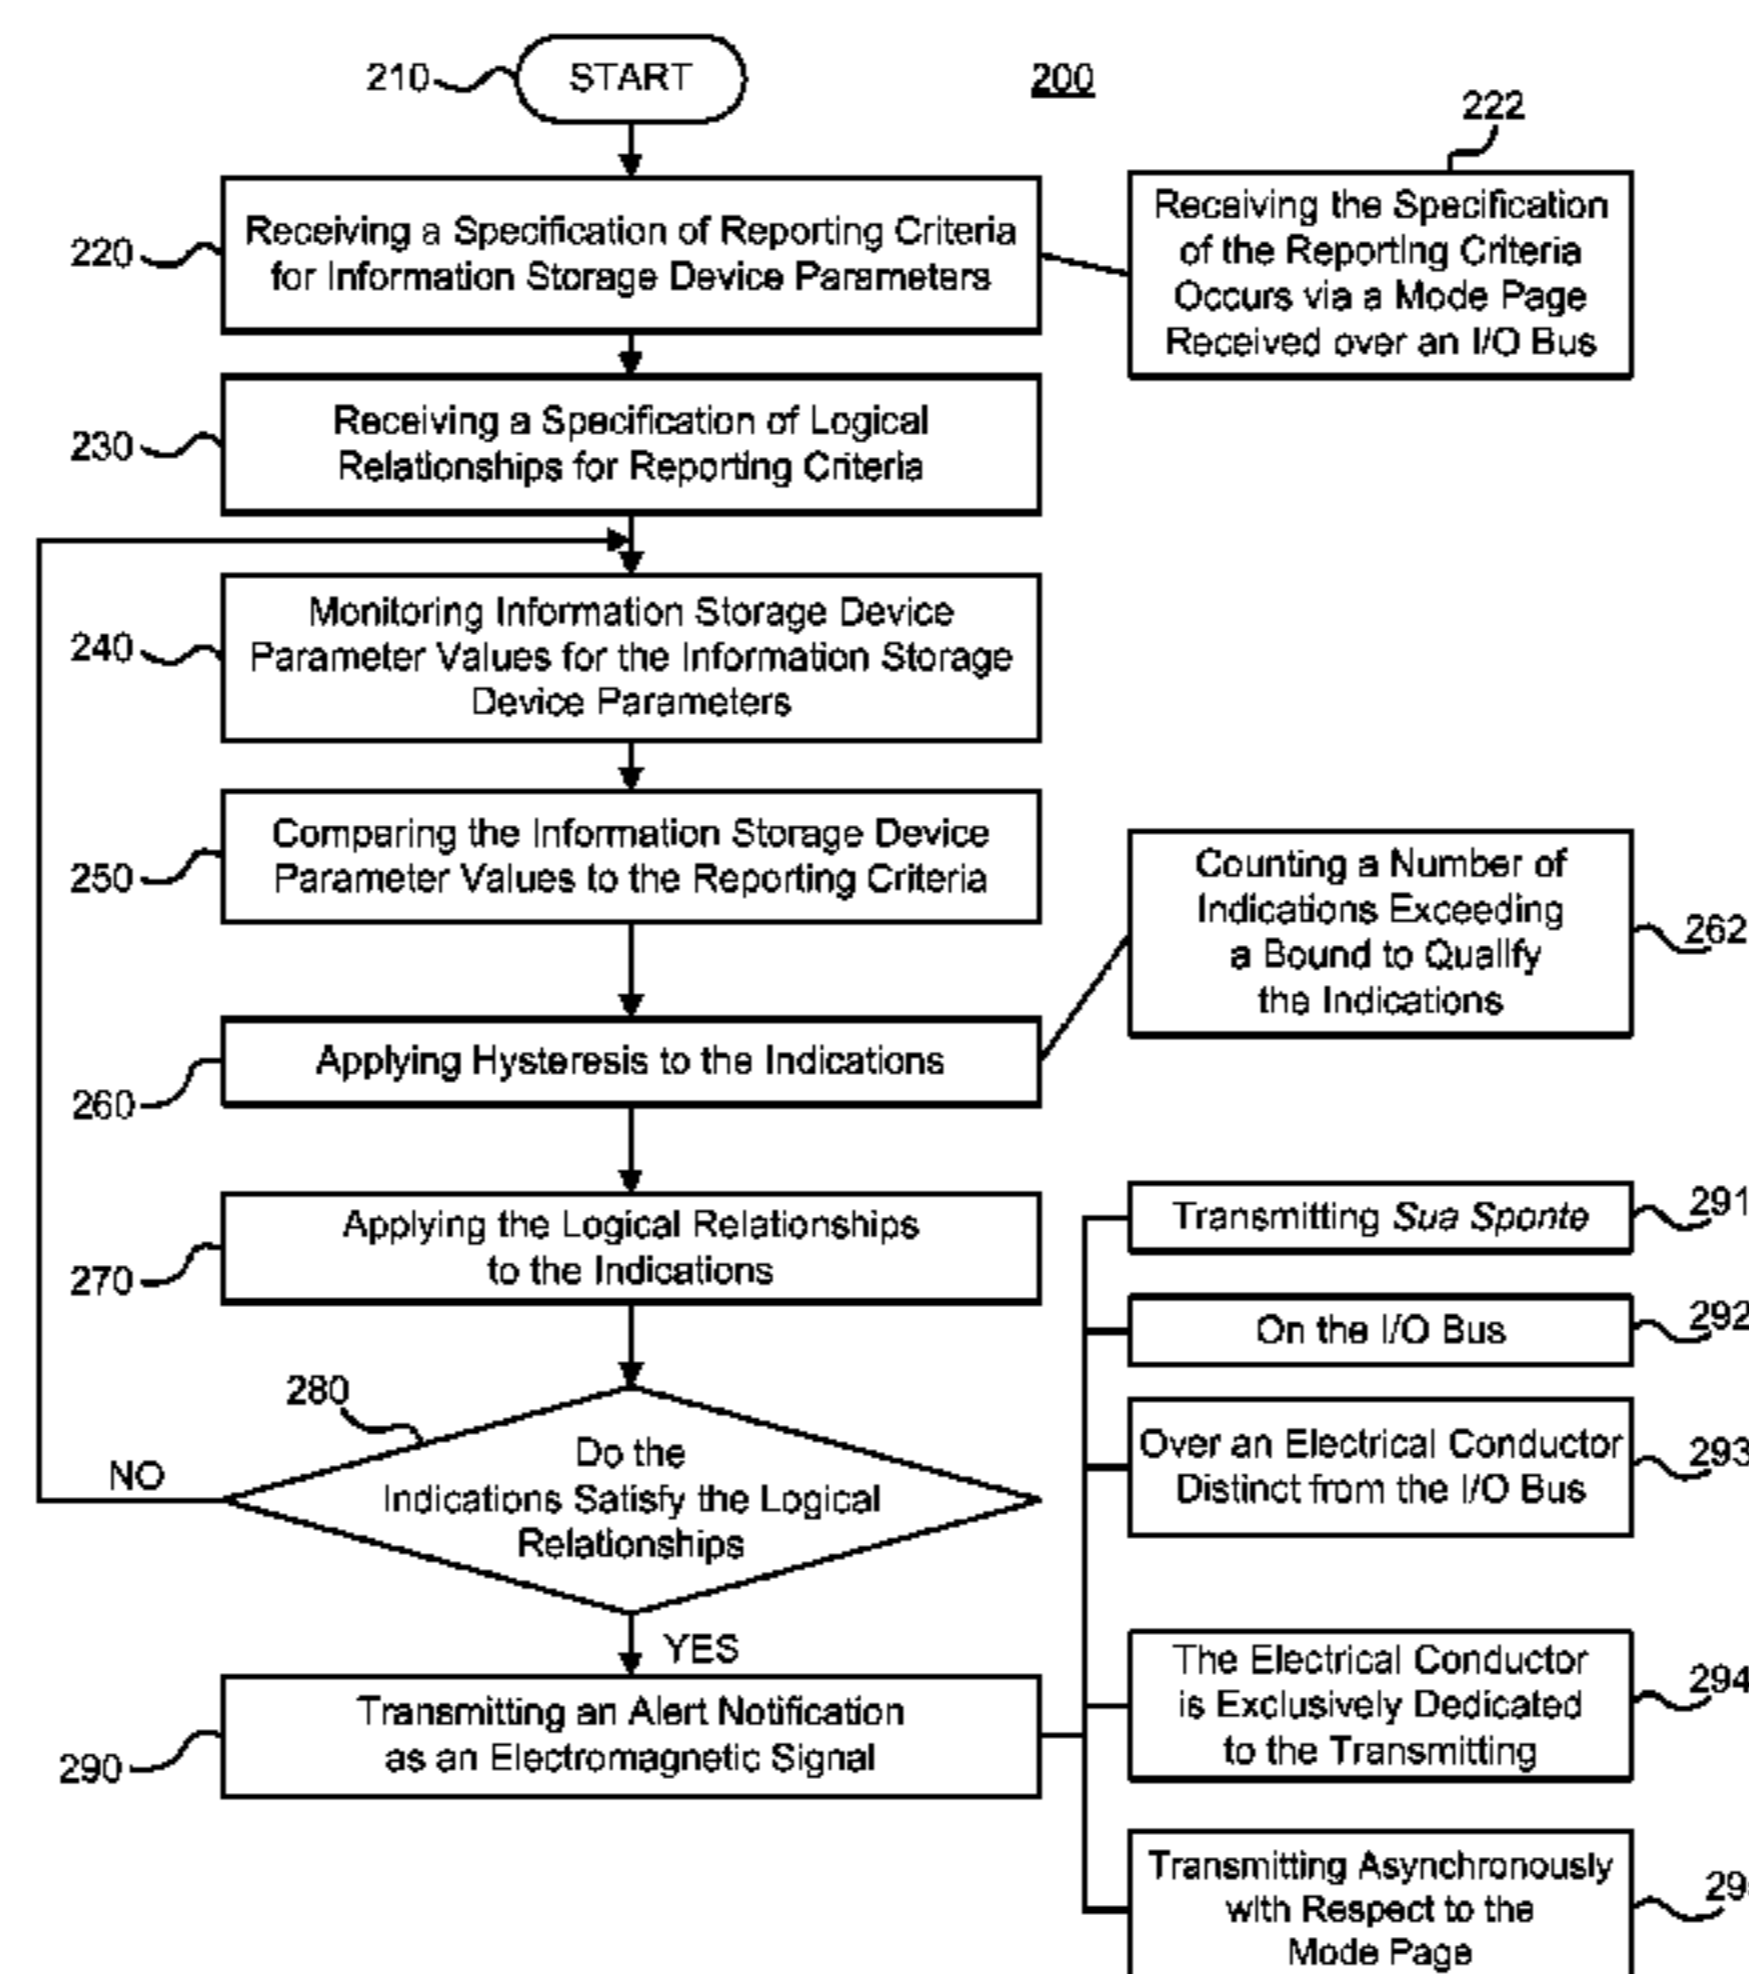 210
START
200
222
220
Receiving a Specification of Reporting Criteria
for Information Storage Device Parameters
Receiving the Specification
of the Reporting Criteria
Occurs via a Mode Page
Received over an I/O Bus
230
Receiving a Specification of Logical
Relationships for Reporting Criteria
240
Monitoring Information Storage Device
Parameter Values for the Information Storage
Device Parameters
250
Comparing the Information Storage Device
Parameter Values to the Reporting Criteria
Counting a Number of
Indications Exceeding
a Bound to Qualify
the Indications
262
260
Applying Hysteresis to the Indications
270
Applying the Logical Relationships
to the Indications
Transmitting Sua Sponte
291
On the I/O Bus
292
280
Do the
Indications Satisfy the Logical
Relationships
NO
YES
Over an Electrical Conductor
Distinct from the I/O Bus
293
The Electrical Conductor
is Exclusively Dedicated
to the Transmitting
294
290
Transmitting an Alert Notification
as an Electromagnetic Signal
Transmitting Asynchronously
with Respect to the
Mode Page